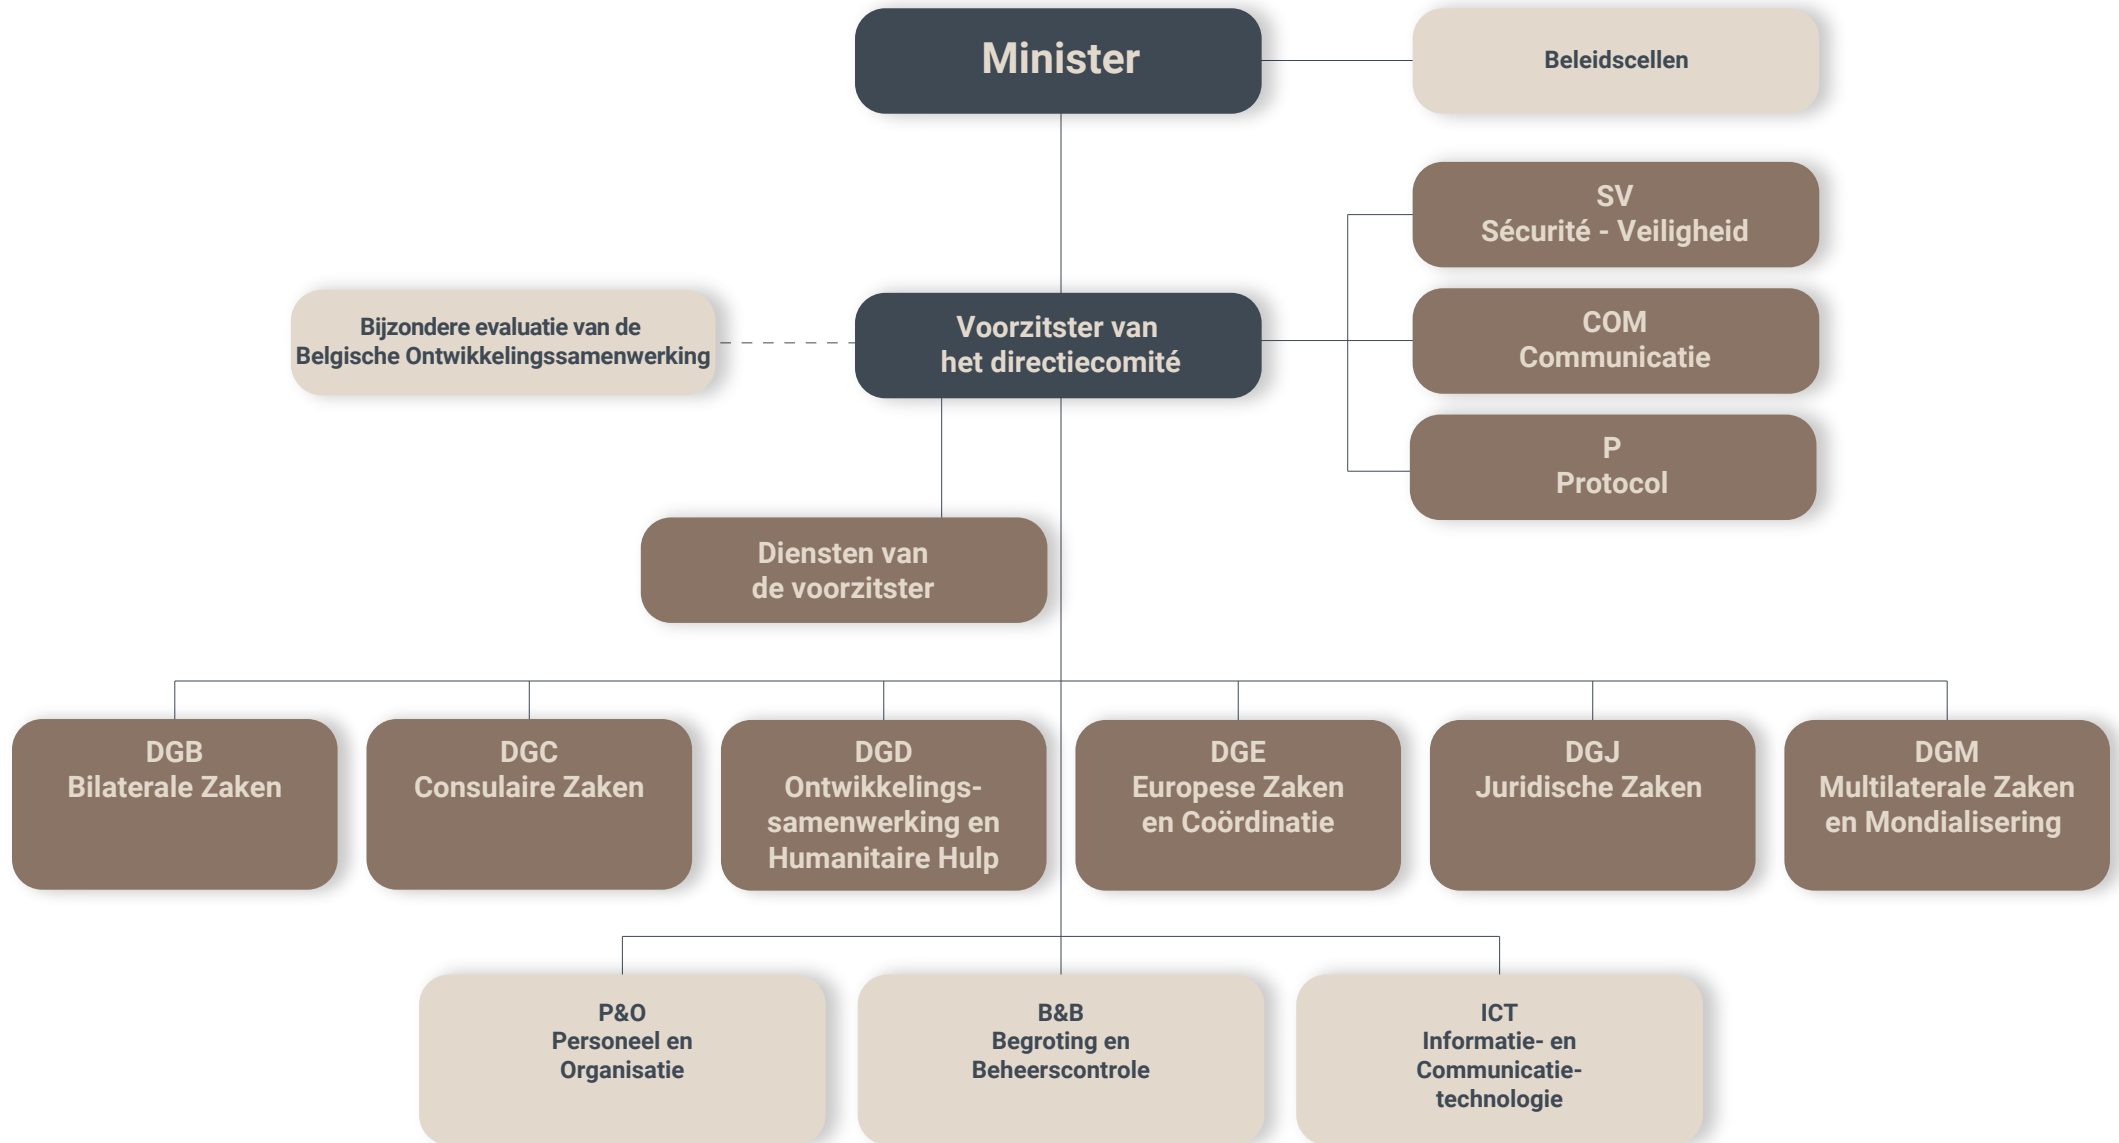 Minister
Beleidscellen
SV
Sécurité - Veiligheid
Bijzondere evaluatie van de
Belgische Ontwikkelingssamenwerking
Voorzitster van
het directiecomité
COM
Communicatie
P
Protocol
Diensten van
de voorzitster
DGB
Bilaterale Zaken
DGC
Consulaire Zaken
DGD
Ontwikkelings-
samenwerking en
Humanitaire Hulp
DGE
Europese Zaken
en Coördinatie
DGJ
Juridische Zaken
DGM
Multilaterale Zaken
en Mondialisering
P&O
Personeel en
Organisatie
B&B
Begroting en
Beheerscontrole
ICT
Informatie- en
Communicatie-
technologie